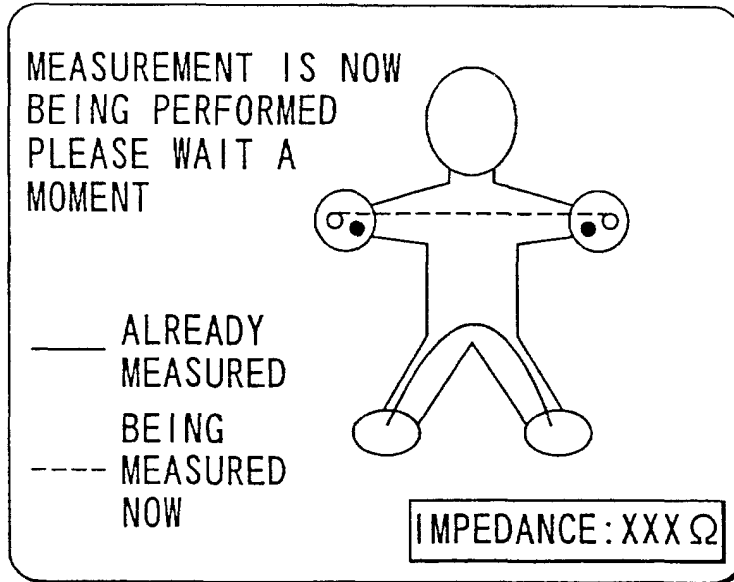 MEASUREMENT IS NOW
BEING PERFORMED
PLEASE WAIT A
MOMENT
ALREADY
MEASURED
BEING
MEASURED
NOW
IMPEDANCE:XXXΩ